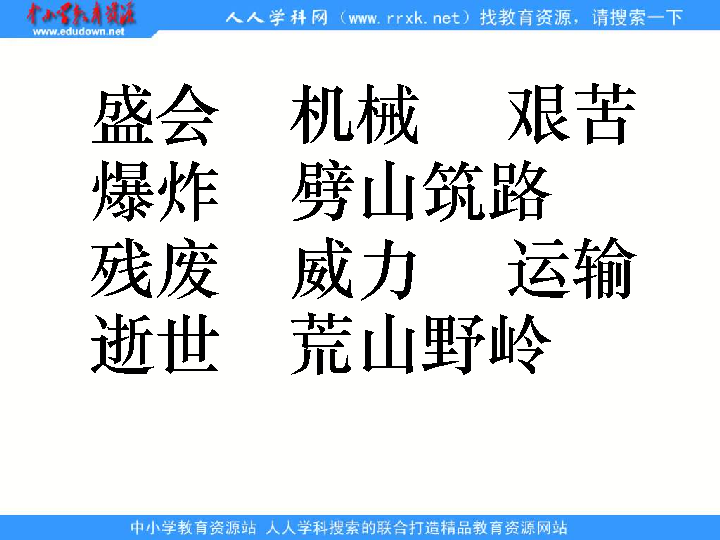 中小学教育资源
www.edudown.net
人人学科网（www.rrxk.net）找教育资源，请搜索一下
盛会 机械 艰苦
爆炸 劈山筑路
残废 威力 运输
逝世 荒山野岭
中小学教育资源站 人人学科搜索的联合打造精品教育资源网站